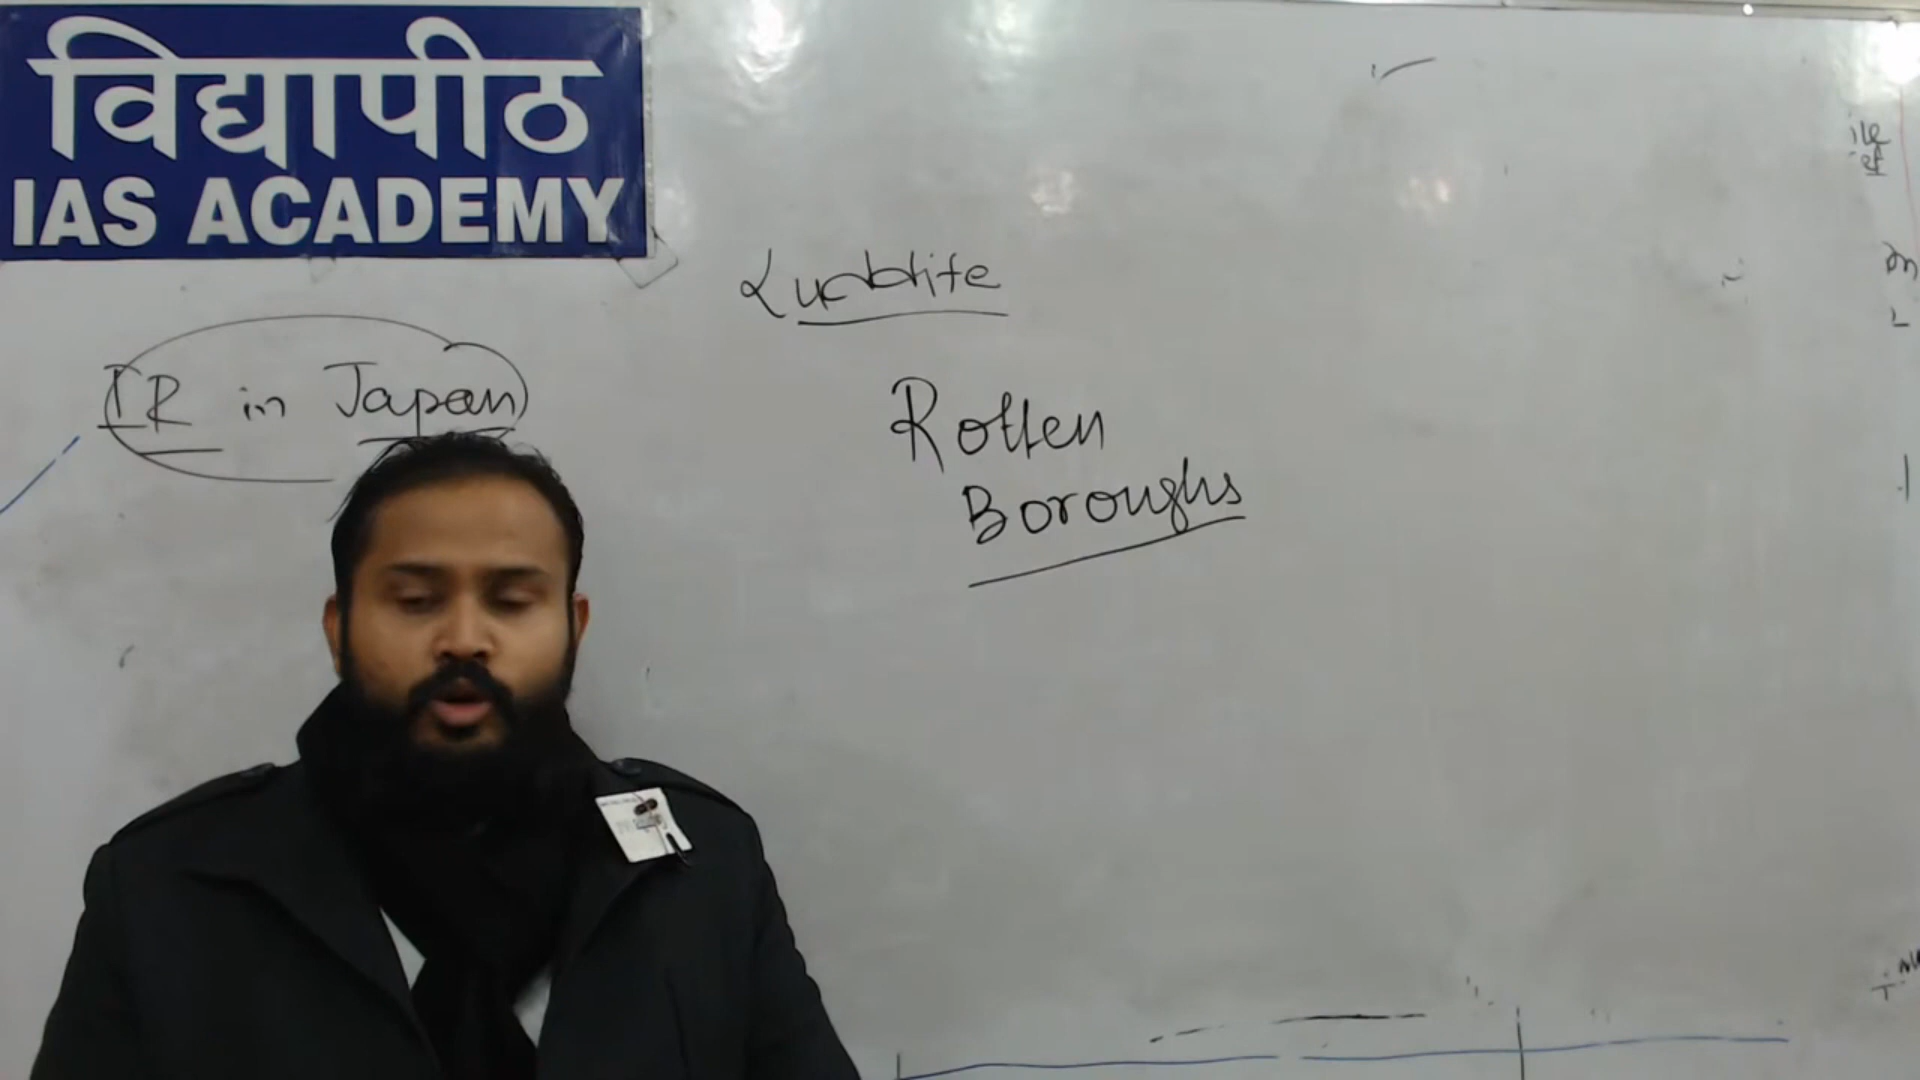 विद्यापीठ
IAS ACADEMY
Luddite
IR in Japan
Rotten
Boroughs